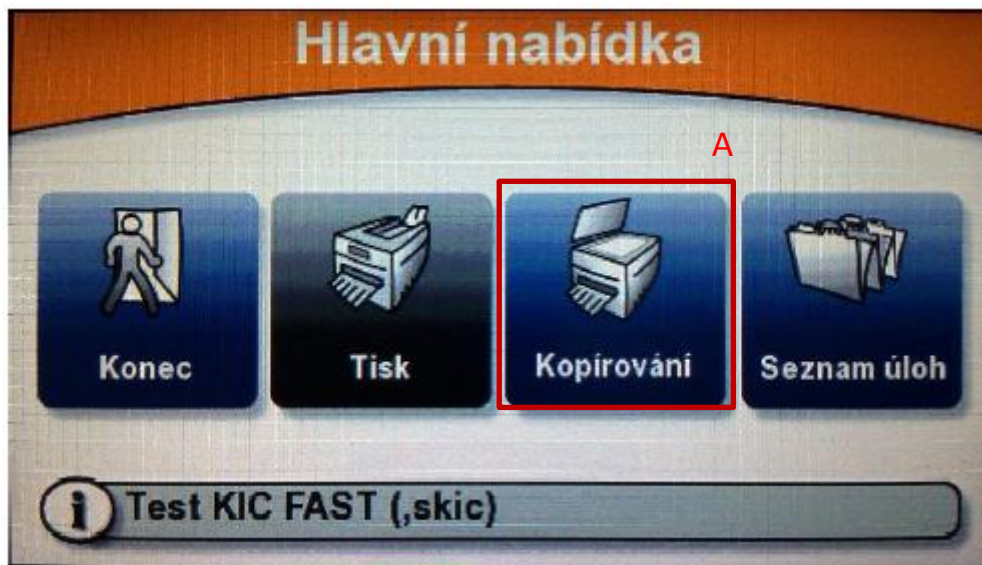 Hlavní nabídka
A
Konec
Tisk
Kopírování
Seznam úloh
i Test KIC FAST (,skic)